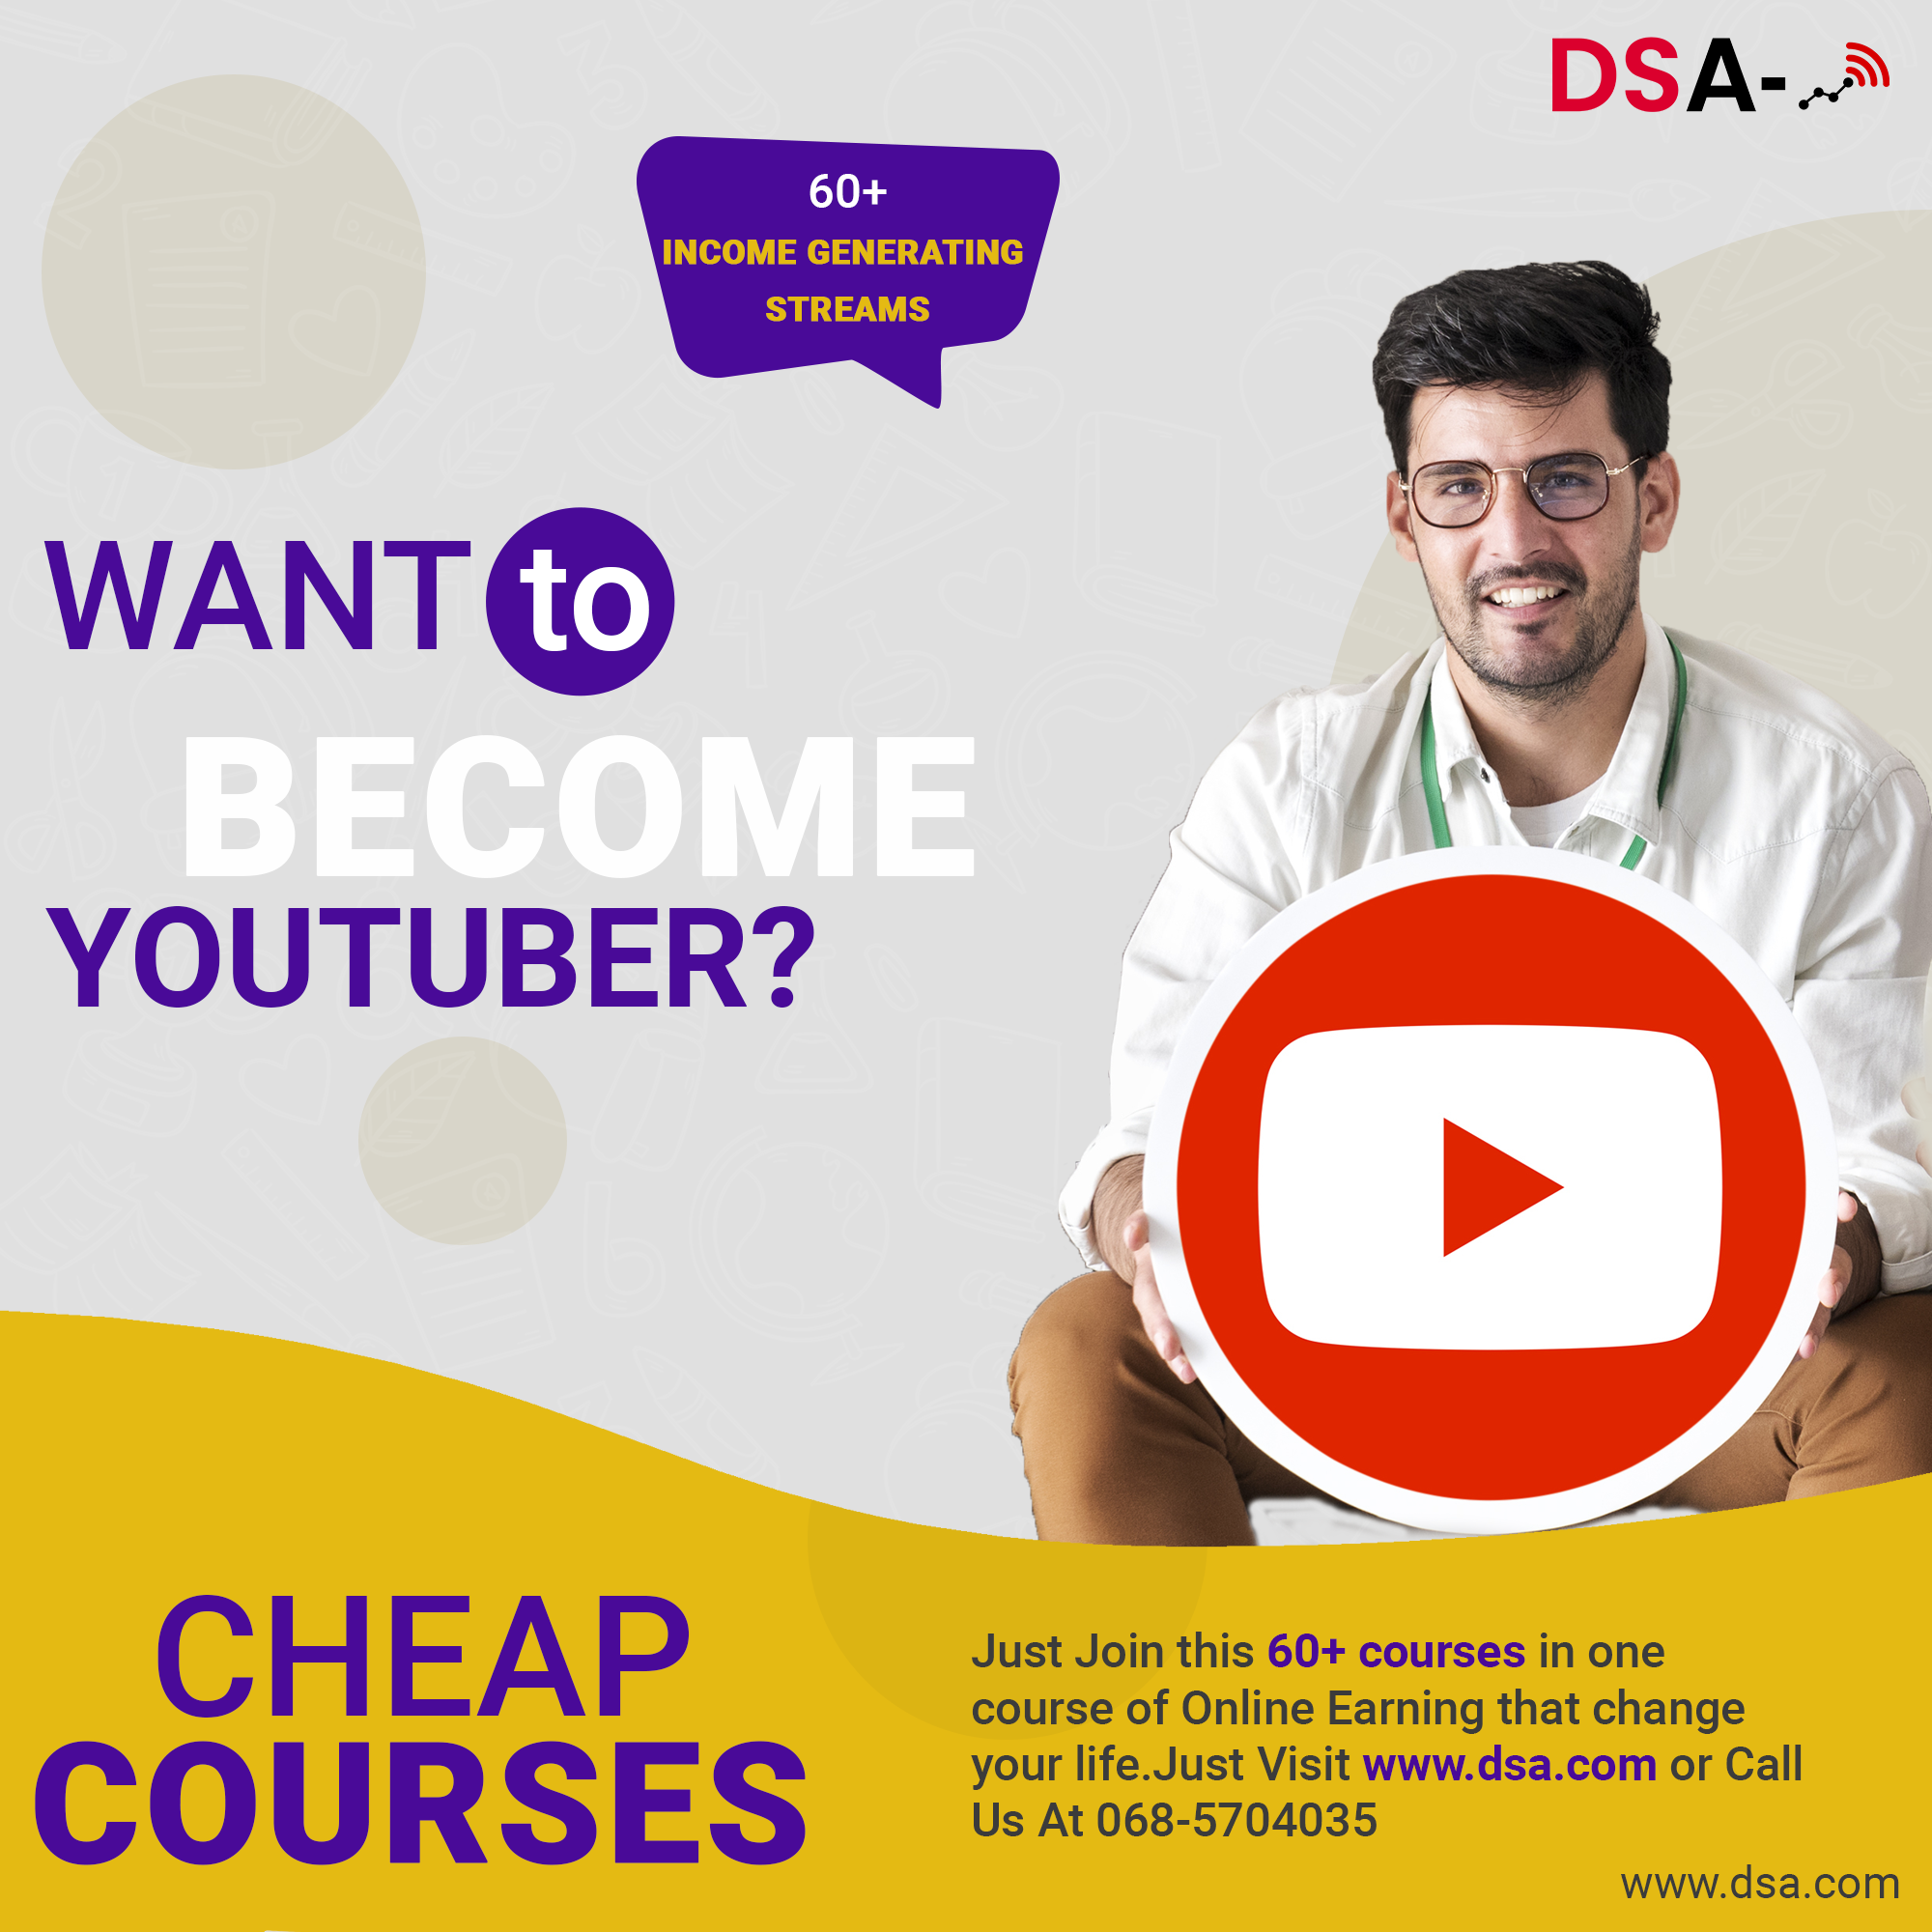 DSA-
60+
INCOME GENERATING
STREAMS
WANT to
BECOME
YOUTUBER?
CHEAP
COURSES
Just Join this 60+ courses in one
course of Online Earning that change
your life.Just Visit www.dsa.com or Call
Us At 068-5704035
www.dsa.com